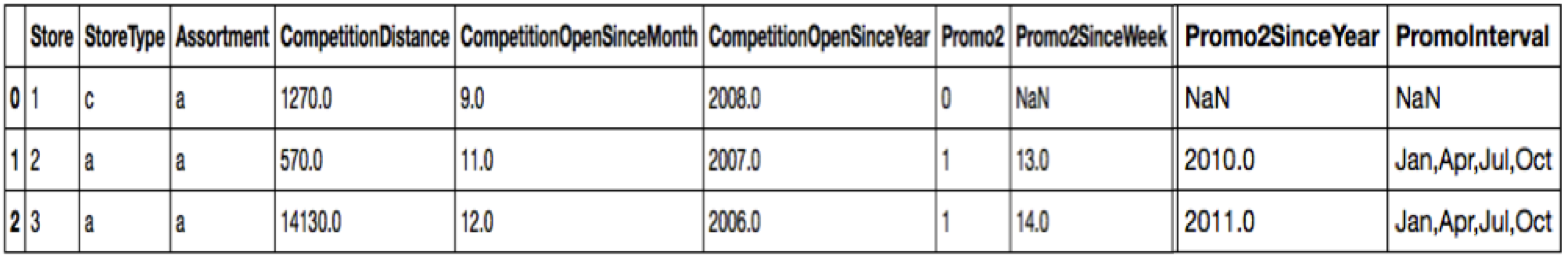 Store StoreType Assortment CompetitionDistance CompetitionOpenSinceMonth CompetitionOpenSinceYear Promo2 Promo2SinceWeek Promo2SinceYear PromoInterval
0 1 c a 1270.0 9.0 2008.0 0 NaN NaN NaN
1 2 a a 570.0 11.0 2007.0 1 13.0 2010.0 Jan,Apr,Jul,Oct
2 3 a a 14130.0 12.0 2006.0 1 14.0 2011.0 Jan,Apr,Jul,Oct